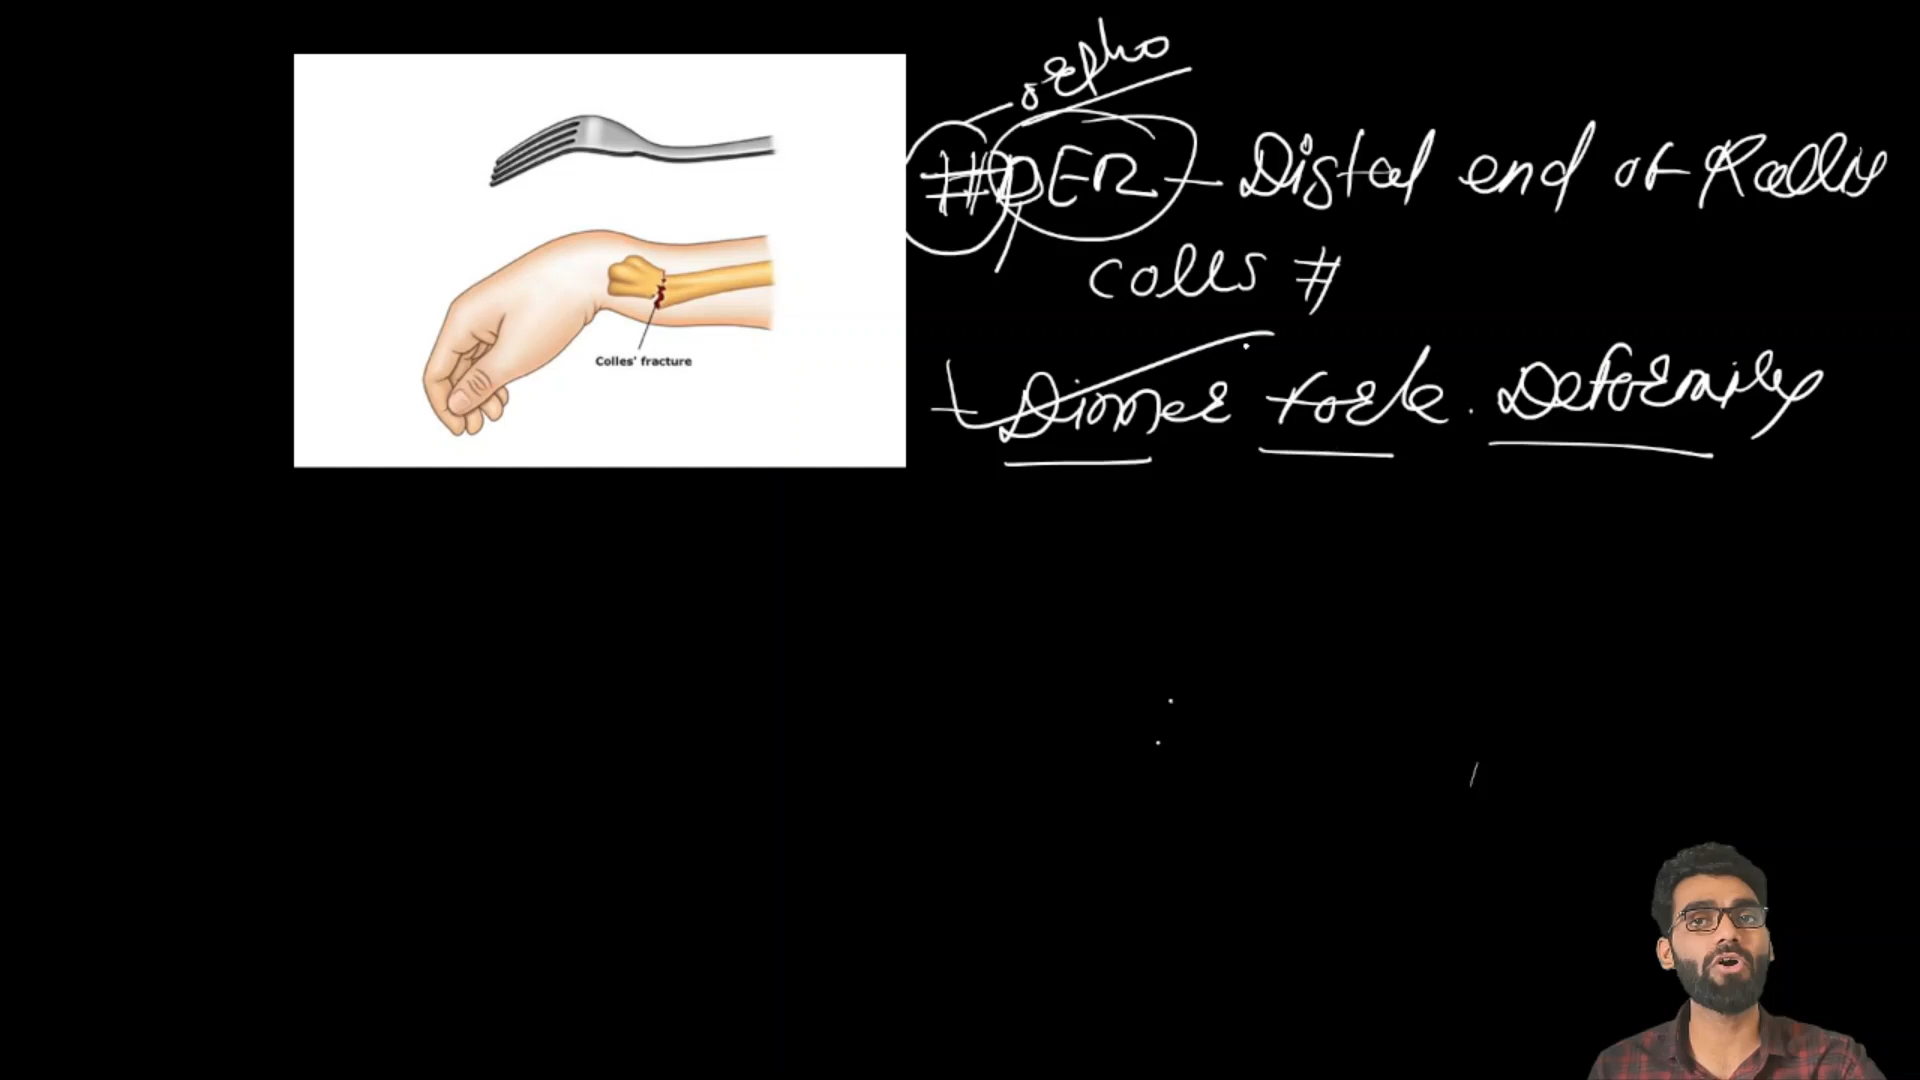 ortho
#DER - Distal end of Radius
colles #
Dinner fork Deformity
Colles' fracture